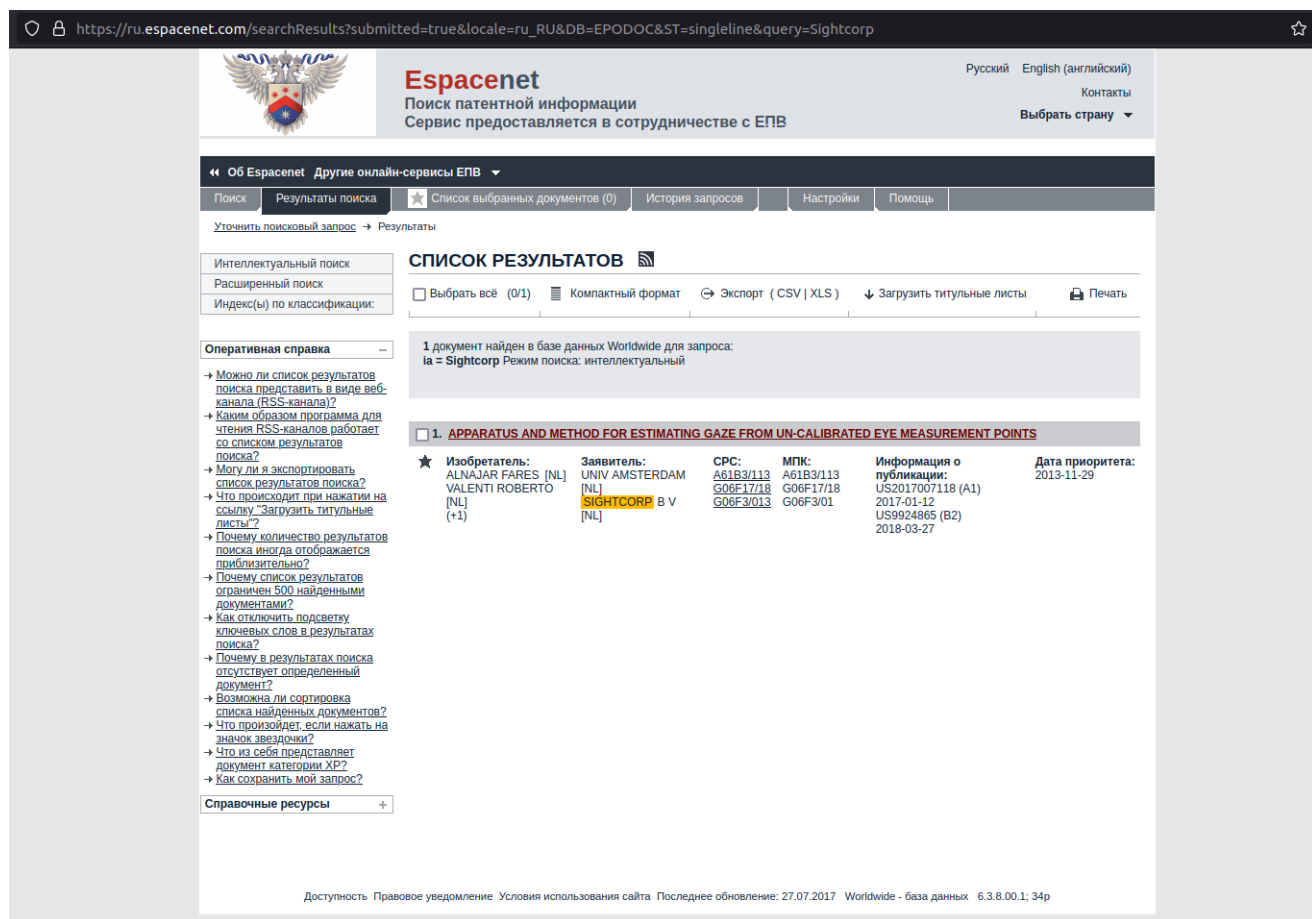 https://ru.espacenet.com/searchResults?submitted=true&locale=ru_RU&DB=EPODOC&ST=singleline&query=Sightcorp
Espacenet
Поиск патентной информации
Сервис предоставляется в сотрудничестве с ЕПВ
Русский English (английский)
Контакты
Выбрать страну
Об Espacenet Другие онлайн-сервисы ЕПВ
Поиск Результаты поиска Список выбранных документов (0) История запросов Настройки Помощь
Уточнить поисковый запрос → Результаты
Интеллектуальный поиск
Расширенный поиск
Индекс(ы) по классификации:
Оперативная справка –
→ Можно ли список результатов
поиска представить в виде веб-
канала (RSS-канала)?
→ Каким образом программа для
чтения RSS-каналов работает
со списком результатов
поиска?
→ Могу ли я экспортировать
список результатов поиска?
→ Что происходит при нажатии на
ссылку "Загрузить титульные
листы"?
→ Почему количество результатов
поиска иногда отображается
приблизительно?
→ Почему список результатов
ограничен 500 найденными
документами?
→ Как отключить подсветку
ключевых слов в результатах
поиска?
→ Почему в результатах поиска
отсутствует определенный
документ?
→ Возможна ли сортировка
списка найденных документов?
→ Что произойдет, если нажать на
значок звездочки?
→ Что из себя представляет
документ категории XP?
→ Как сохранить мой запрос?
Справочные ресурсы +
СПИСОК РЕЗУЛЬТАТОВ
Выбрать всё (0/1) Компактный формат Экспорт ( CSV | XLS ) Загрузить титульные листы Печать
1 документ найден в базе данных Worldwide для запроса:
ia = Sightcorp Режим поиска: интеллектуальный
1. APPARATUS AND METHOD FOR ESTIMATING GAZE FROM UN-CALIBRATED EYE MEASUREMENT POINTS
Изобретатель:
ALNAJAR FARES [NL]
VALENTI ROBERTO
[NL]
(+1)
Заявитель:
UNIV AMSTERDAM
[NL]
SIGHTCORP B V
[NL]
CPC:
A61B3/113
G06F17/18
G06F3/013
МПК:
A61B3/113
G06F17/18
G06F3/01
Информация о
публикации:
US2017007118 (A1)
2017-01-12
US9924865 (B2)
2018-03-27
Дата приоритета:
2013-11-29
Доступность Правовое уведомление Условия использования сайта Последнее обновление: 27.07.2017 Worldwide - база данных 6.3.8.00.1; 34p